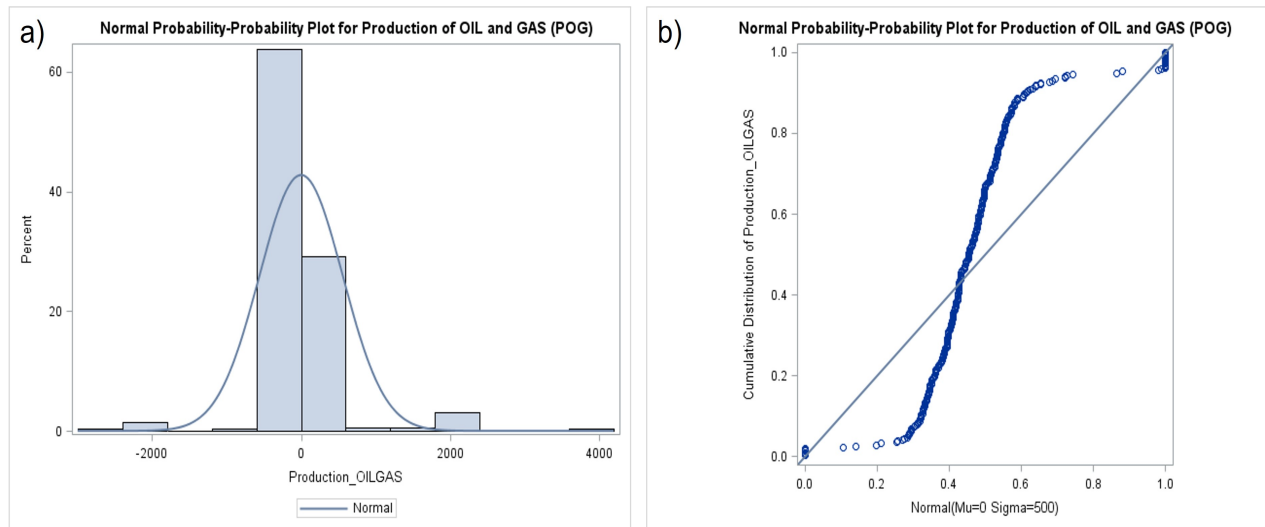 a)
Normal Probability-Probability Plot for Production of OIL and GAS (POG)
60
40
20
0
Percent
-2000
0
2000
4000
Production_OILGAS
Normal
b)
Normal Probability-Probability Plot for Production of OIL and GAS (POG)
1.0
0.8
0.6
0.4
0.2
0.0
Cumulative Distribution of Production_OILGAS
0.0
0.2
0.4
0.6
0.8
1.0
Normal(Mu=0 Sigma=500)